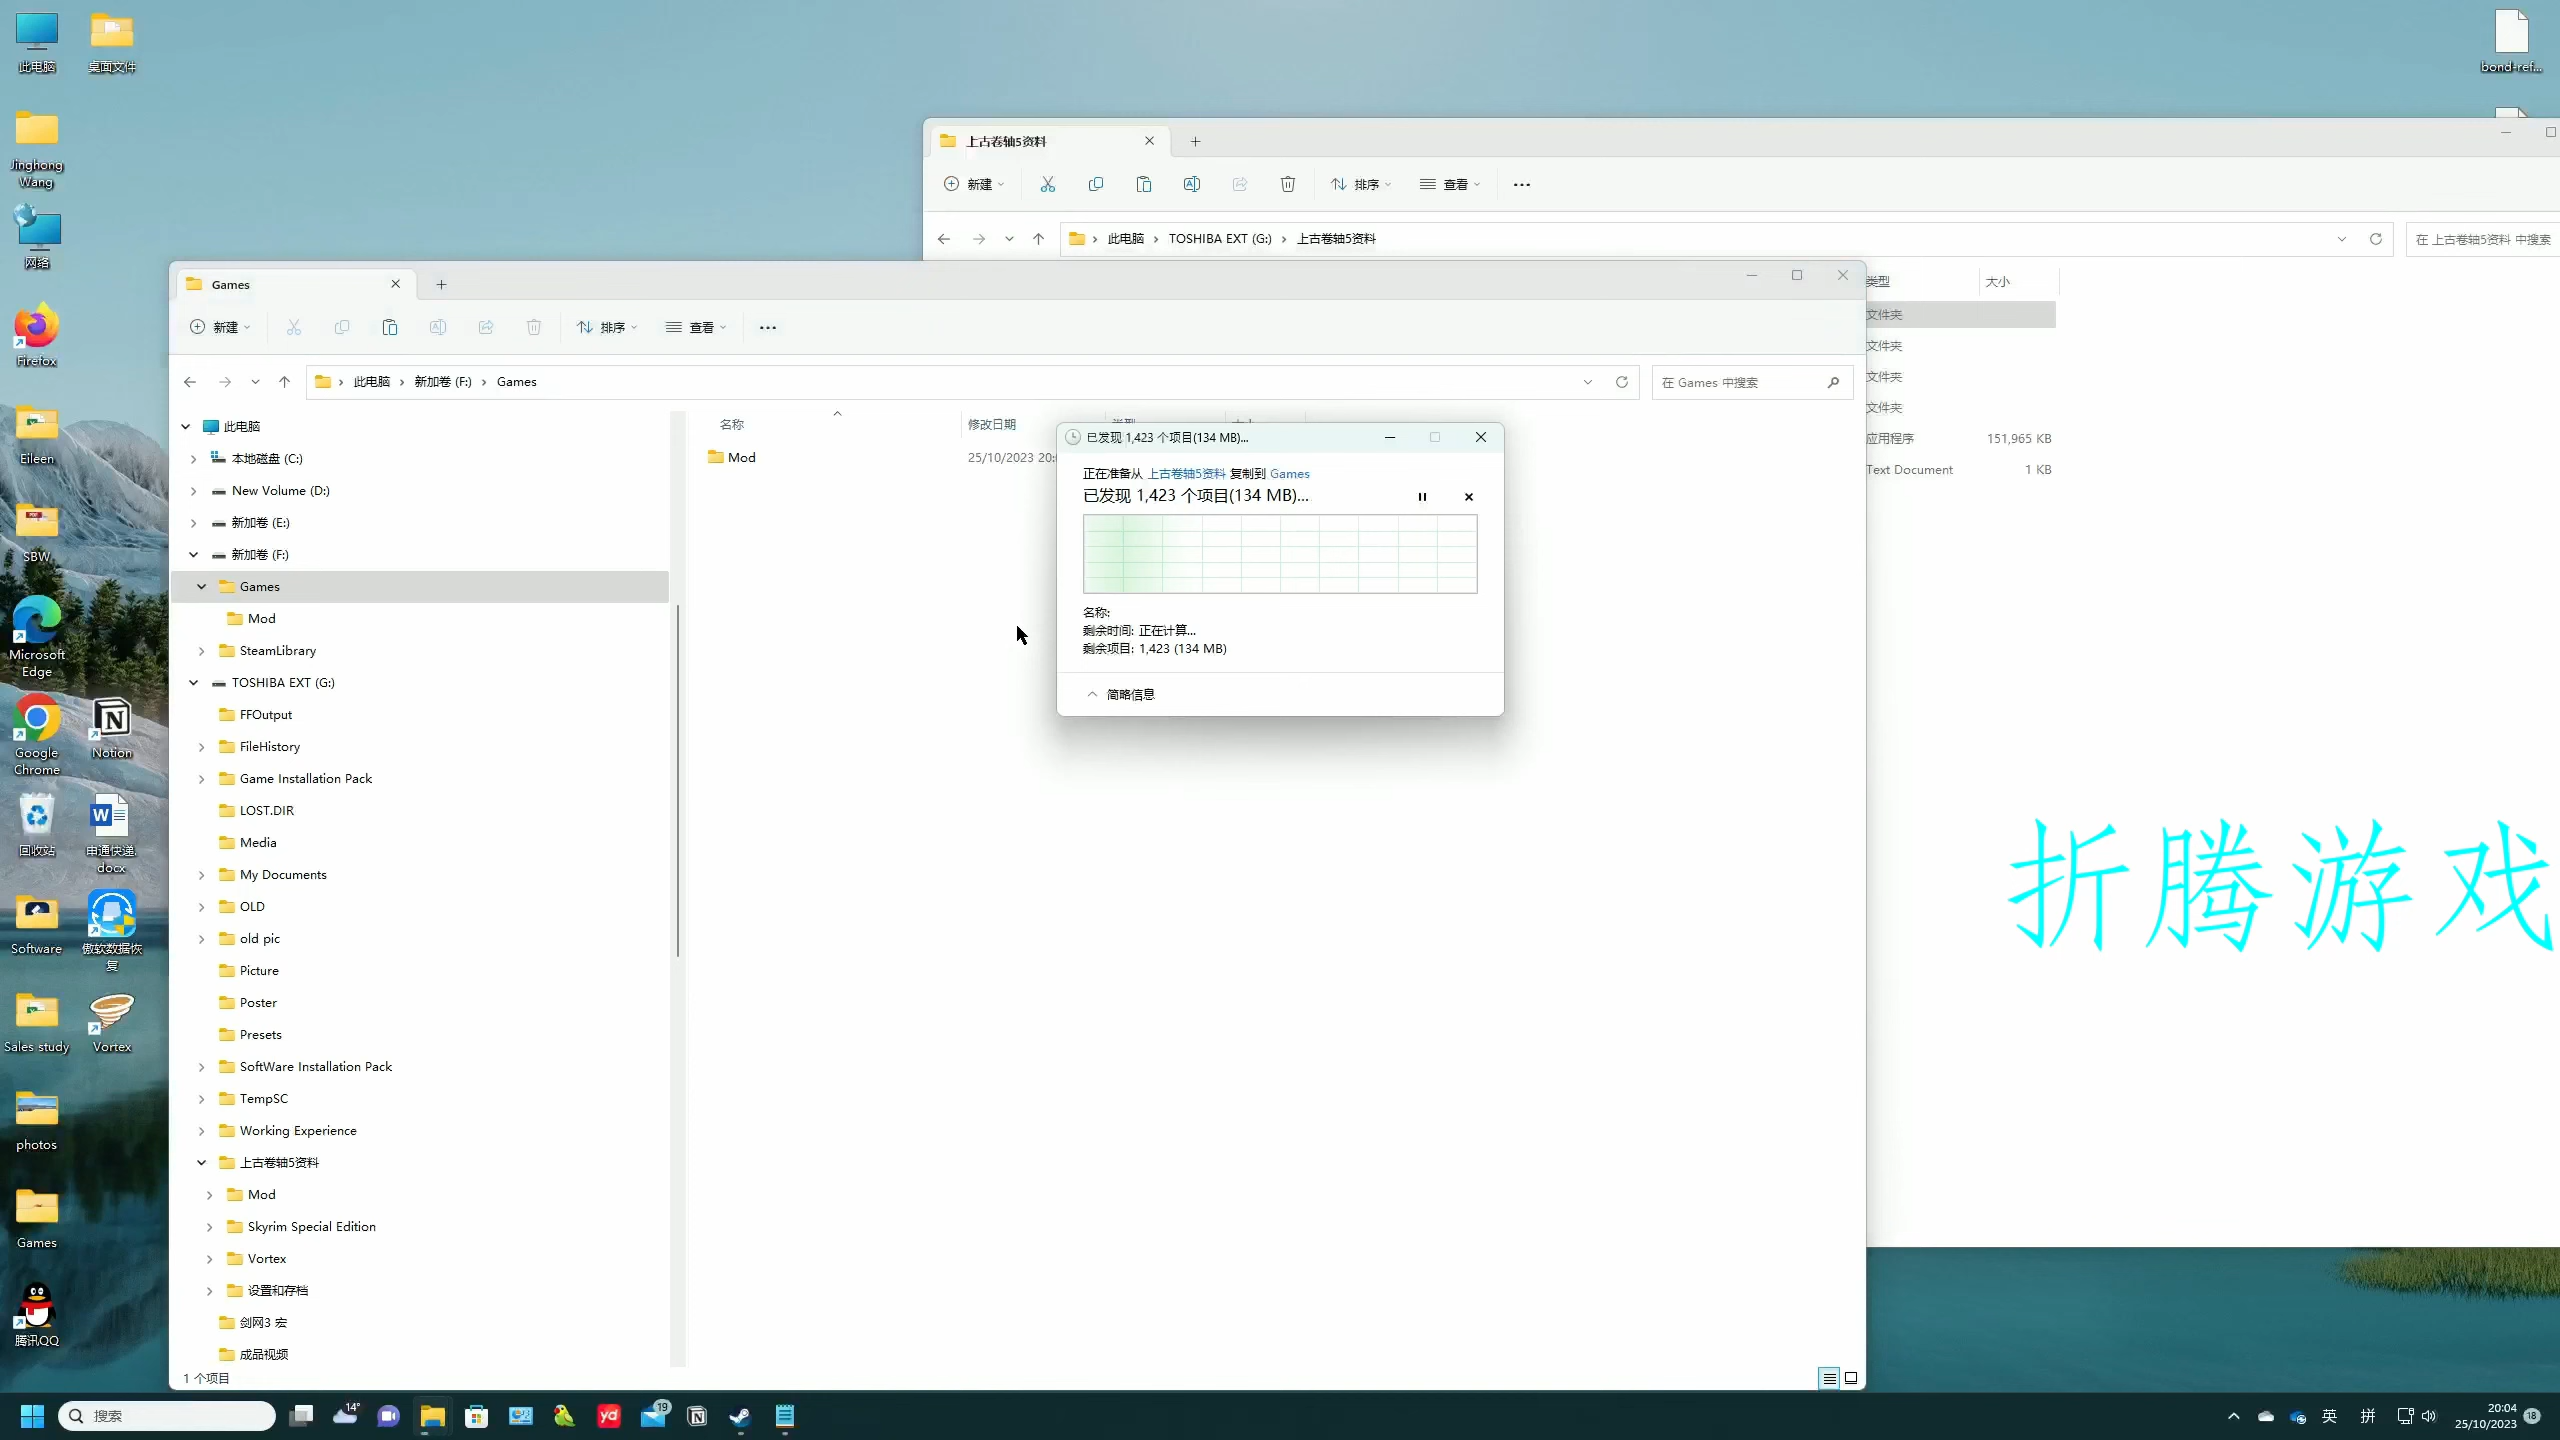 此电脑
桌面文件
Jinghong
Wang
网络
Firefox
Eileen
SBW
Microsoft
Edge
Google
Chrome
Notion
回收站
申通快递.
docx
Software
傲软数据恢
复
Sales study
Vortex
photos
Games
腾讯QQ
bond-ref...
上古卷轴5资料
新建
排序
查看
此电脑 › TOSHIBA EXT (G:) › 上古卷轴5资料
在 上古卷轴5资料 中搜索
类型 大小
文件夹
文件夹
文件夹
文件夹
应用程序 151,965 KB
Text Document 1 KB
Games
新建
排序
查看
此电脑 › 新加卷 (F:) › Games
在 Games 中搜索
此电脑
本地磁盘 (C:)
New Volume (D:)
新加卷 (E:)
新加卷 (F:)
Games
Mod
SteamLibrary
TOSHIBA EXT (G:)
FFOutput
FileHistory
Game Installation Pack
LOST.DIR
Media
My Documents
OLD
old pic
Picture
Poster
Presets
SoftWare Installation Pack
TempSC
Working Experience
上古卷轴5资料
Mod
Skyrim Special Edition
Vortex
设置和存档
剑网3 宏
成品视频
名称 修改日期
Mod 25/10/2023 20:
已发现 1,423 个项目(134 MB)...
正在准备从 上古卷轴5资料 复制到 Games
已发现 1,423 个项目(134 MB)...
名称:
剩余时间: 正在计算...
剩余项目: 1,423 (134 MB)
简略信息
折腾游戏
1 个项目
搜索
14°
yd
19
英
拼
20:04
25/10/2023
18